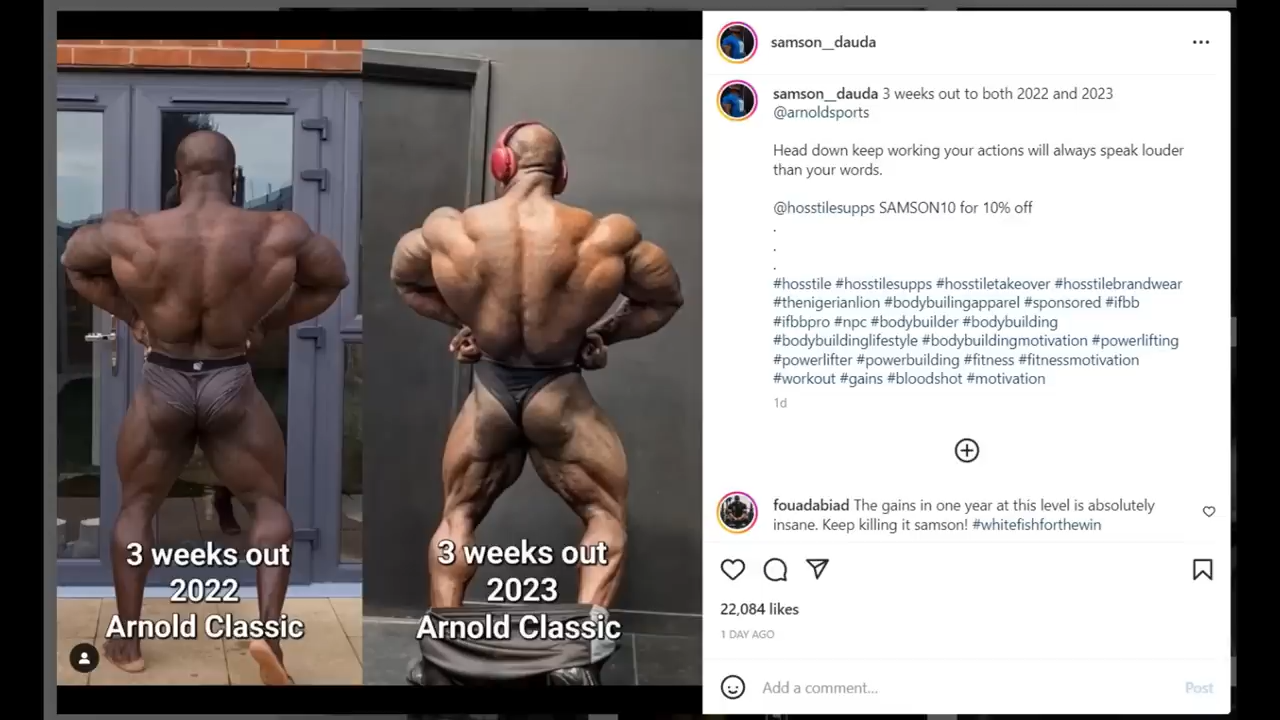 3 weeks out
2022
Arnold Classic
3 weeks out
2023
Arnold Classic
samson__dauda
samson__dauda 3 weeks out to both 2022 and 2023
@arnoldsports
Head down keep working your actions will always speak louder
than your words.
@hosstilesupps SAMSON10 for 10% off
.
.
.
#hosstile #hosstilesupps #hosstiletakeover #hosstilebrandwear
#thenigerianlion #bodybuilingapparel #sponsored #ifbb
#ifbbpro #npc #bodybuilder #bodybuilding
#bodybuildinglifestyle #bodybuildingmotivation #powerlifting
#powerlifter #powerbuilding #fitness #fitnessmotivation
#workout #gains #bloodshot #motivation
1d
fouadabiad The gains in one year at this level is absolutely
insane. Keep killing it samson! #whitefishforthewin
22,084 likes
1 DAY AGO
Add a comment...
Post